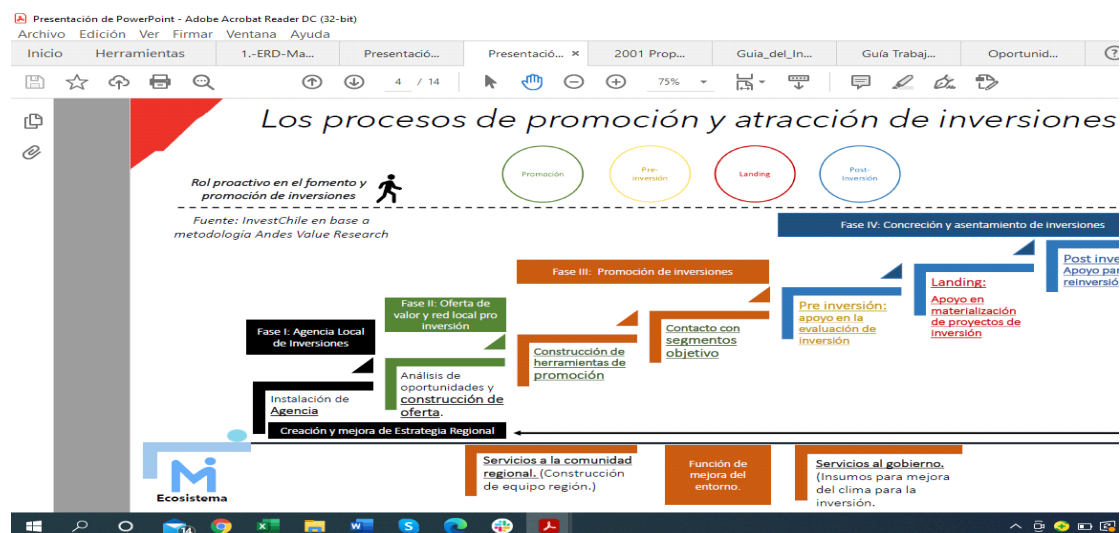 Presentación de PowerPoint - Adobe Acrobat Reader DC (32-bit)
Archivo Edición Ver Firmar Ventana Ayuda
Inicio Herramientas 1.-ERD-Ma... Presentació... Presentació... × 2001 Prop... Guia_del_In... Guía Trabaj... Oportunid...
4 / 14 75%
Los procesos de promoción y atracción de inversiones
Promoción
Pre-
inversión
Landing
Post-
Inversión
Rol proactivo en el fomento y
promoción de inversiones
Fuente: InvestChile en base a
metodología Andes Value Research
Fase IV: Concreción y asentamiento de inversiones
Post inve
Apoyo par
reinversió
Fase III: Promoción de inversiones
Landing:
Apoyo en
materialización
de proyectos de
inversión
Pre inversión:
apoyo en la
evaluación de
inversión
Fase II: Oferta de
valor y red local pro
inversión
Contacto con
segmentos
objetivo
Fase I: Agencia Local
de Inversiones
Construcción de
herramientas de
promoción
Análisis de
oportunidades y
construcción de
oferta.
Instalación de
Agencia
Creación y mejora de Estrategia Regional
Servicios a la comunidad
regional. (Construcción
de equipo región.)
Función de
mejora del
entorno.
Servicios al gobierno.
(Insumos para mejora
del clima para la
inversión.
Ecosistema
14